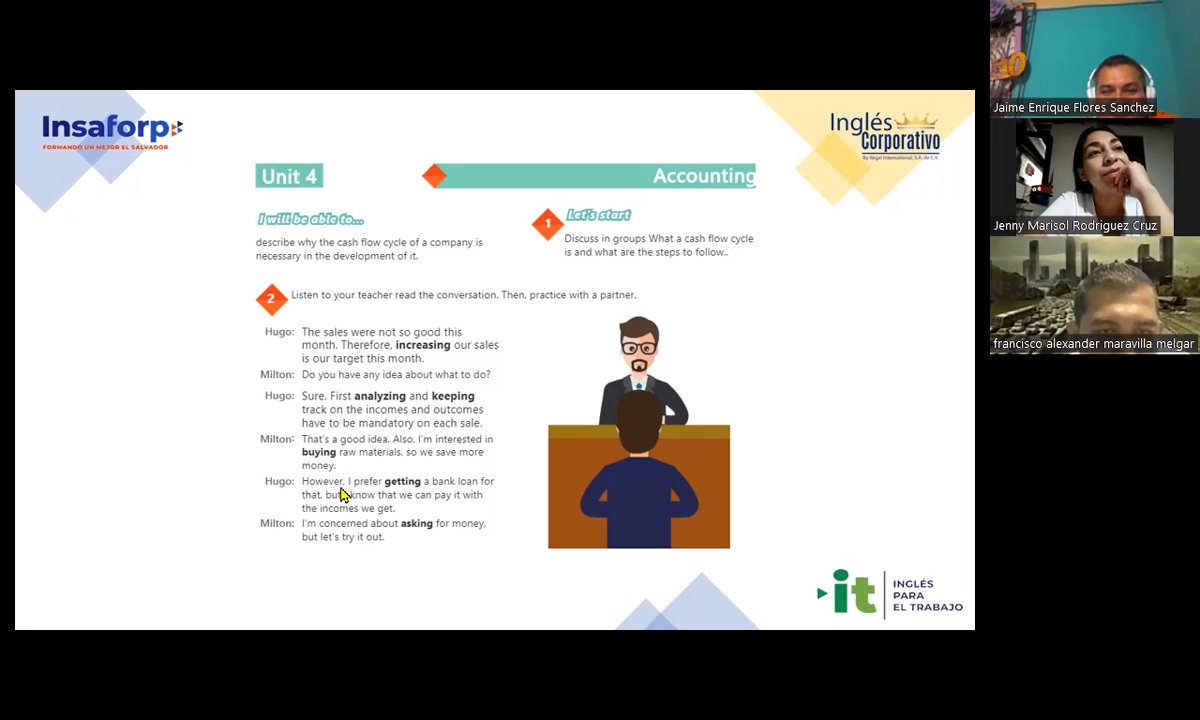 Insaforp
FORMANDO UN MEJOR EL SALVADOR
Inglés
Corporativo
By Regal International, S.A. de C.V.
Unit 4
Accounting
I will be able to...
describe why the cash flow cycle of a company is
necessary in the development of it.
1
Let's start
Discuss in groups What a cash flow cycle
is and what are the steps to follow..
2
Listen to your teacher read the conversation. Then, practice with a partner.
Hugo: The sales were not so good this
month. Therefore, increasing our sales
is our target this month.
Milton: Do you have any idea about what to do?
Hugo: Sure. First analyzing and keeping
track on the incomes and outcomes
have to be mandatory on each sale.
Milton: That's a good idea. Also, I'm interested in
buying raw materials, so we save more
money.
Hugo: However, I prefer getting a bank loan for
that, but know that we can pay it with
the incomes we get.
Milton: I'm concerned about asking for money,
but let's try it out.
it
INGLÉS
PARA
EL TRABAJO
Jaime Enrique Flores Sanchez
Jenny Marisol Rodriguez Cruz
francisco alexander maravilla melgar